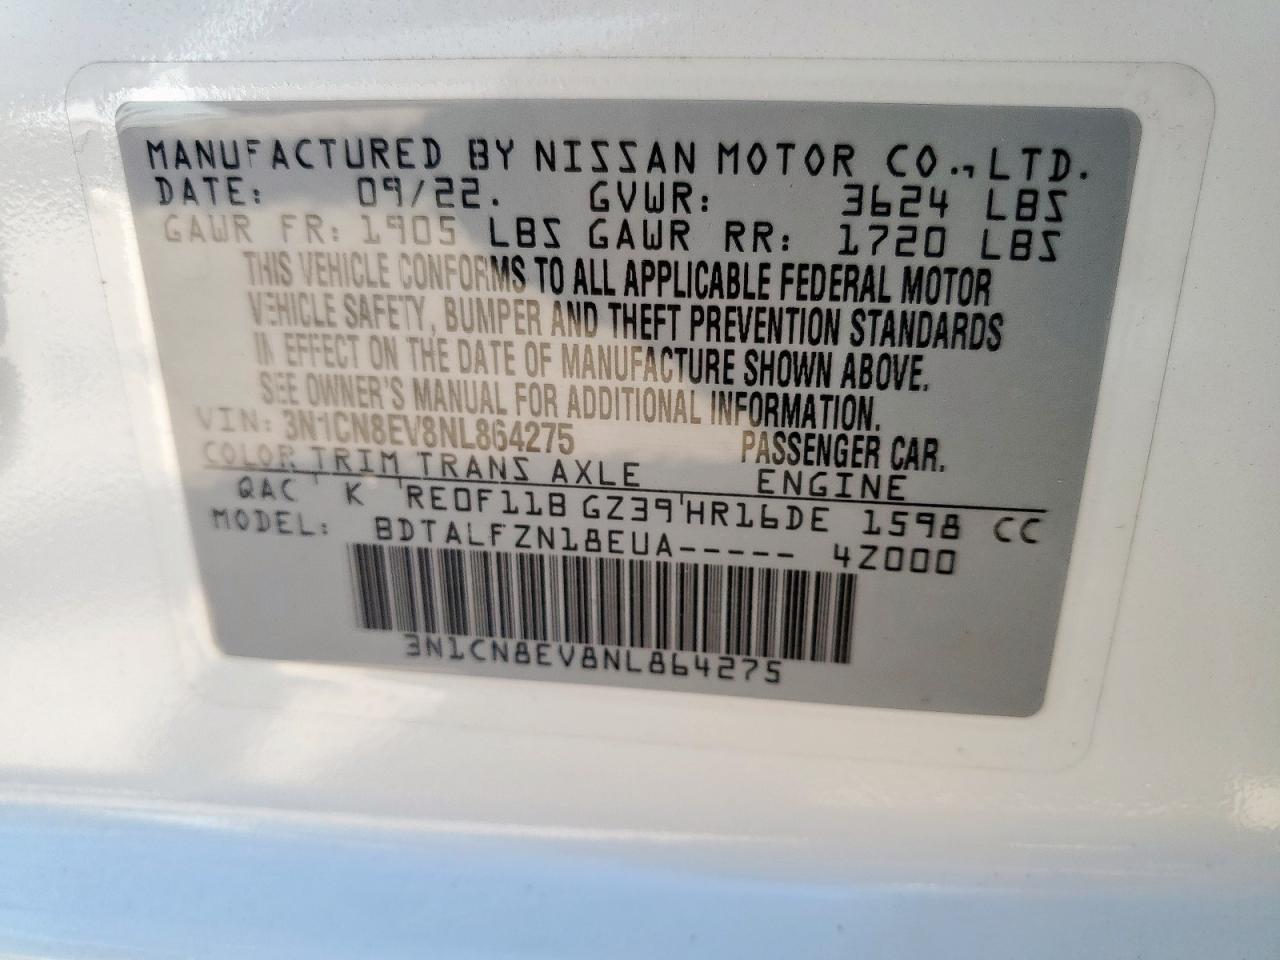 MANUFACTURED BY NISSAN MOTOR CO., LTD.
DATE: 09/22. GVWR: 3624 LBS
GAWR FR: 1905 LBS GAWR RR: 1720 LBS
THIS VEHICLE CONFORMS TO ALL APPLICABLE FEDERAL MOTOR
VEHICLE SAFETY, BUMPER AND THEFT PREVENTION STANDARDS
IN EFFECT ON THE DATE OF MANUFACTURE SHOWN ABOVE.
SEE OWNER'S MANUAL FOR ADDITIONAL INFORMATION.
VIN: 3N1CN8EV8NL864275 PASSENGER CAR.
COLOR TRIM TRANS AXLE ENGINE
QAC K RE0F11B GZ39 HR16DE 1598 CC
MODEL: BDTALFZN18EUA----- 4Z000
3N1CN8EV8NL864275